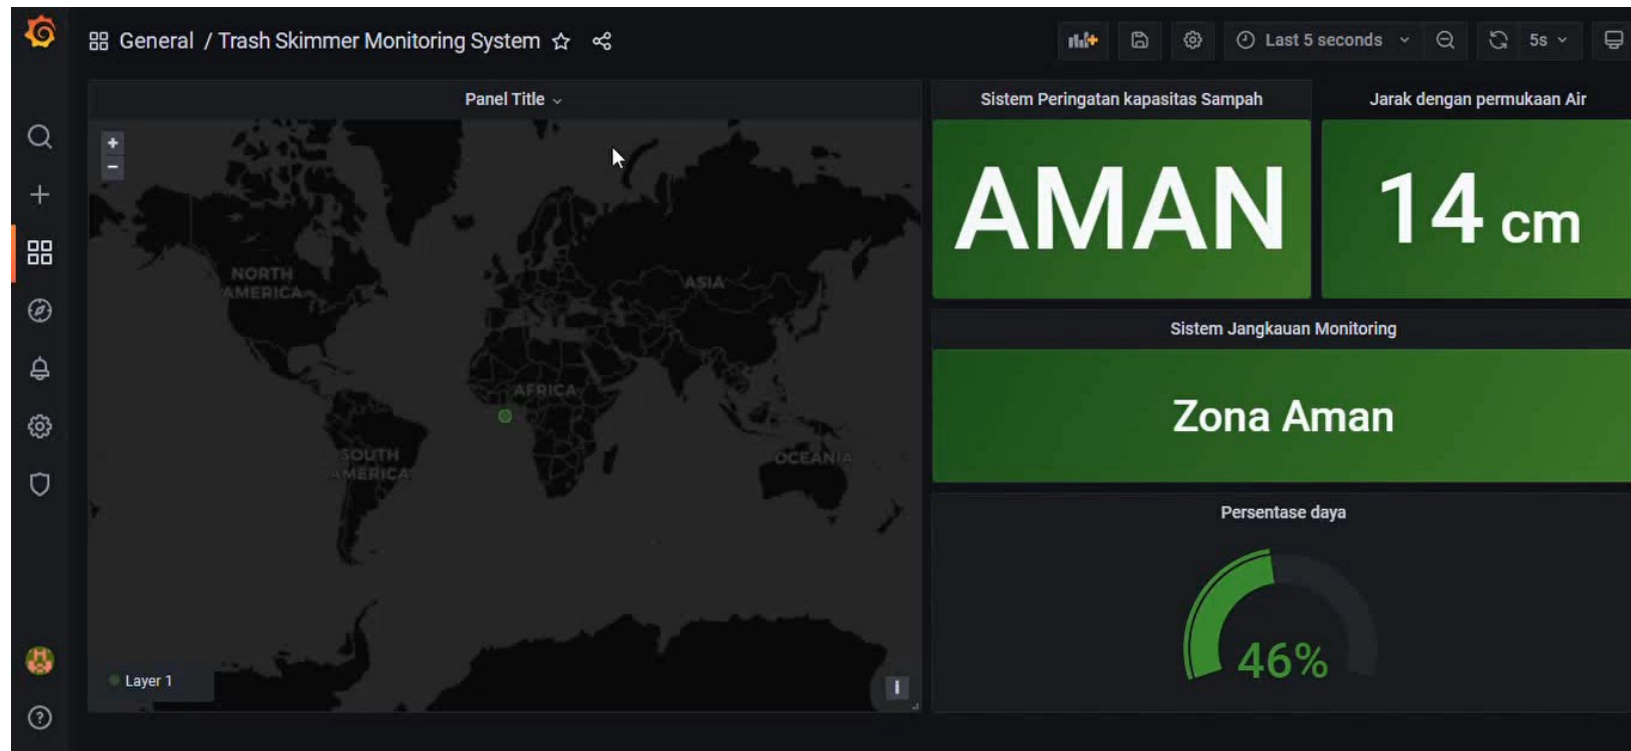 General / Trash Skimmer Monitoring System
Last 5 seconds
5s
Panel Title
+
-
NORTH
AMERICA
ASIA
AFRICA
SOUTH
AMERICA
OCEANIA
Layer 1
i
Sistem Peringatan kapasitas Sampah
AMAN
Jarak dengan permukaan Air
14 cm
Sistem Jangkauan Monitoring
Zona Aman
Persentase daya
46%